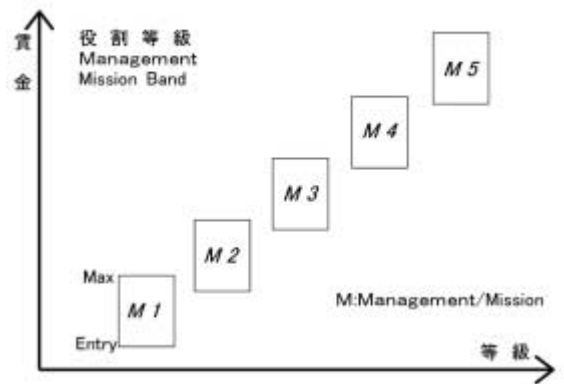 賃金
役割等級
Management
Mission Band
M 5
M 4
M 3
M 2
Max
M 1
Entry
M:Management/Mission
等級